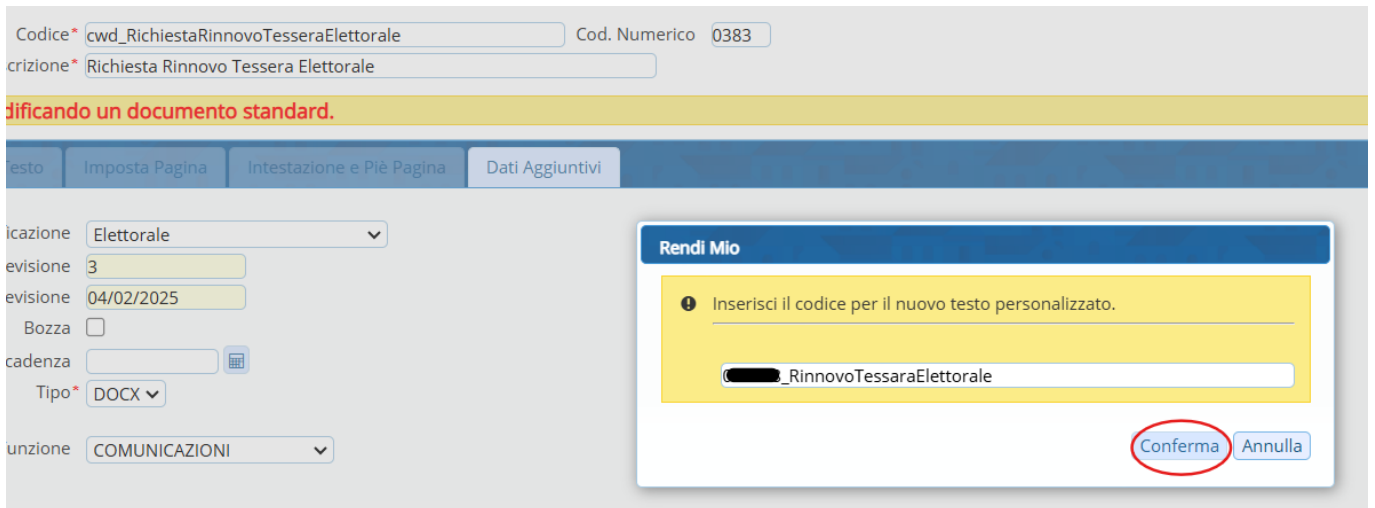 Codice* cwd_RichiestaRinnovoTesseraElettorale Cod. Numerico 0383
crizione* Richiesta Rinnovo Tessera Elettorale
dificando un documento standard.
Testo Imposta Pagina Intestazione e Piè Pagina Dati Aggiuntivi
icazione Elettorale
evisione 3
evisione 04/02/2025
Bozza
cadenza
Tipo* DOCX
unzione COMUNICAZIONI
Rendi Mio
Inserisci il codice per il nuovo testo personalizzato.
_RinnovoTessaraElettorale
Conferma Annulla